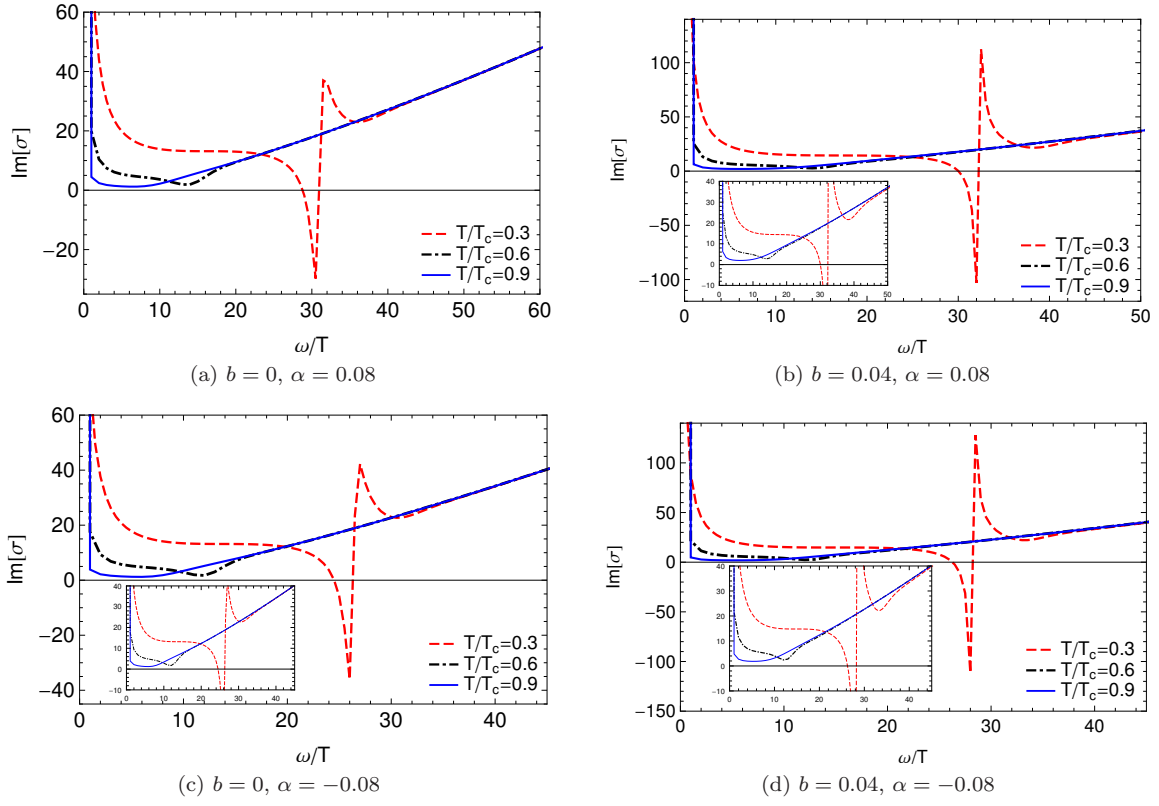 60
40
20
0
−20
Im[σ]
T/Tc=0.3
T/Tc=0.6
T/Tc=0.9
0 10 20 30 40 50 60
ω/T
(a) b = 0, α = 0.08
100
50
0
−50
−100
Im[σ]
40
30
20
10
0
−10
0 10 20 30 40 50
T/Tc=0.3
T/Tc=0.6
T/Tc=0.9
0 10 20 30 40 50
ω/T
(b) b = 0.04, α = 0.08
60
40
20
0
−20
−40
Im[σ]
40
30
20
10
0
−10
0 10 20 30 40
T/Tc=0.3
T/Tc=0.6
T/Tc=0.9
0 10 20 30 40
ω/T
(c) b = 0, α = −0.08
100
50
0
−50
−100
−150
Im[σ]
40
30
20
10
0
−10
0 10 20 30 40
T/Tc=0.3
T/Tc=0.6
T/Tc=0.9
0 10 20 30 40
ω/T
(d) b = 0.04, α = −0.08